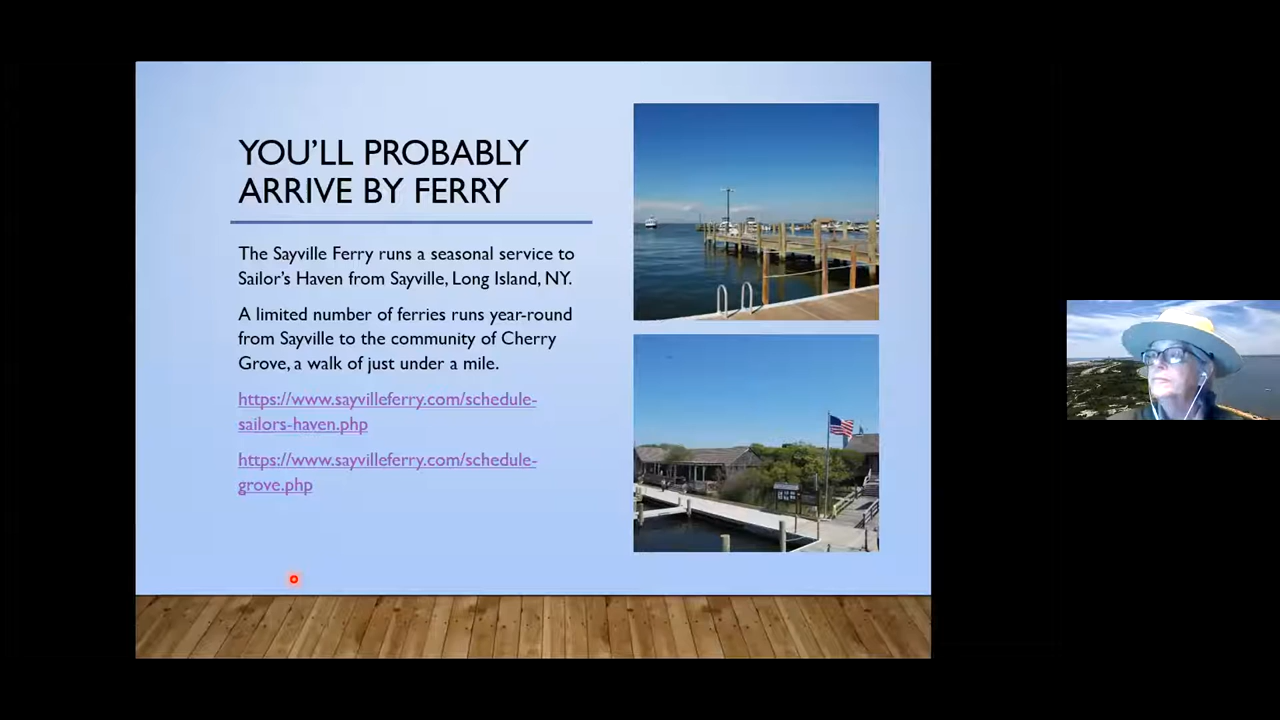 YOU'LL PROBABLY
ARRIVE BY FERRY
The Sayville Ferry runs a seasonal service to
Sailor's Haven from Sayville, Long Island, NY.
A limited number of ferries runs year-round
from Sayville to the community of Cherry
Grove, a walk of just under a mile.
https://www.sayvilleferry.com/schedule-
sailors-haven.php
https://www.sayvilleferry.com/schedule-
grove.php